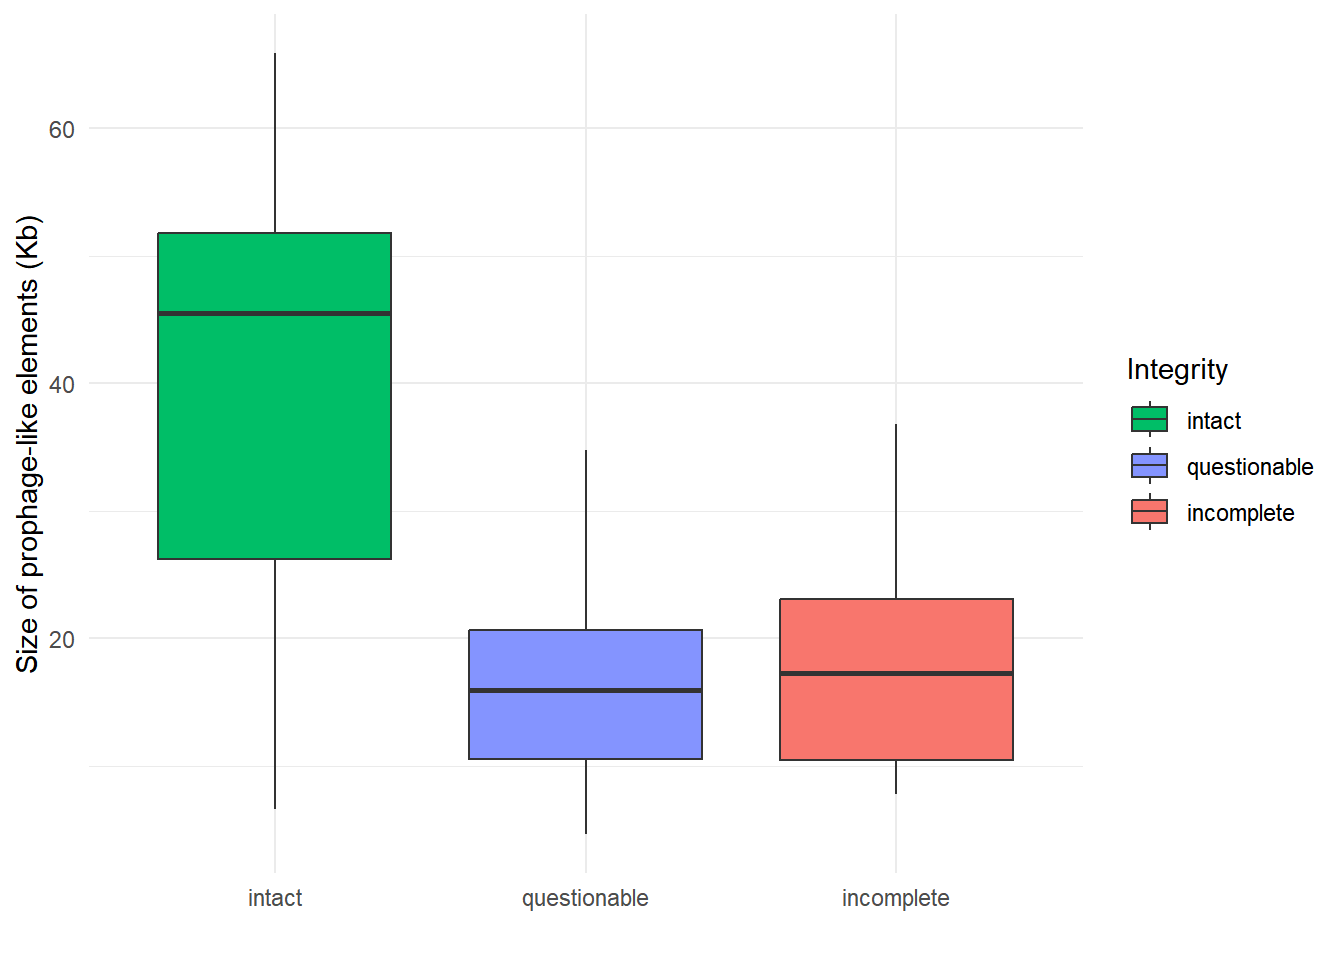 Size of prophage-like elements (Kb)
60
40
20
intact
questionable
incomplete
Integrity
intact
questionable
incomplete